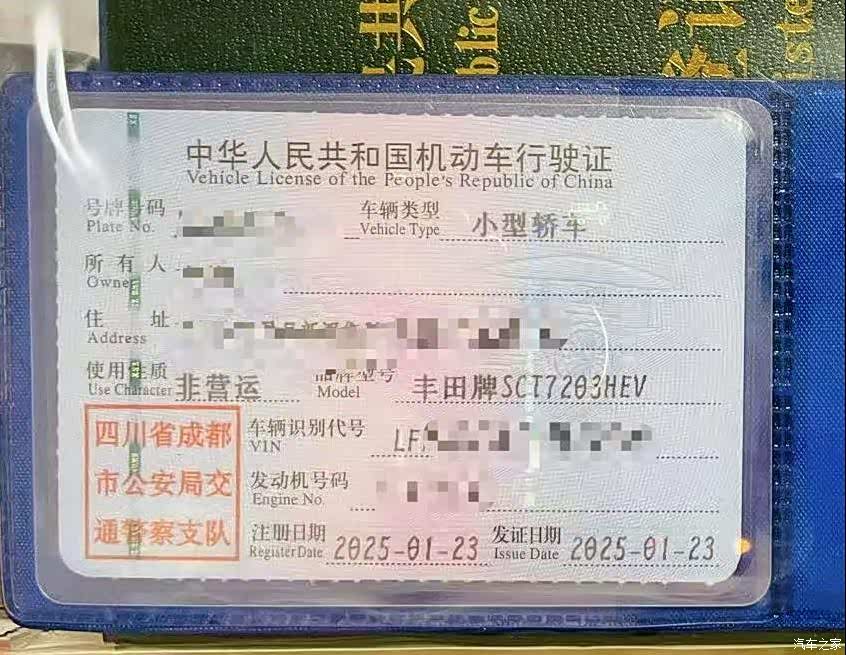 共
blic
iste
中华人民共和国机动车行驶证
Vehicle License of the People's Republic of China
号牌号码 车辆类型 小型轿车
Plate No. Vehicle Type
所有人
Owner
住址
Address
使用性质 非营运 品牌型号 丰田牌SCT7203HEV
Use Character Model
四川省成都
市公安局交
通警察支队
车辆识别代号 LF
VIN
发动机号码
Engine No.
注册日期 2025-01-23 发证日期 2025-01-23
Register Date Issue Date
汽车之家